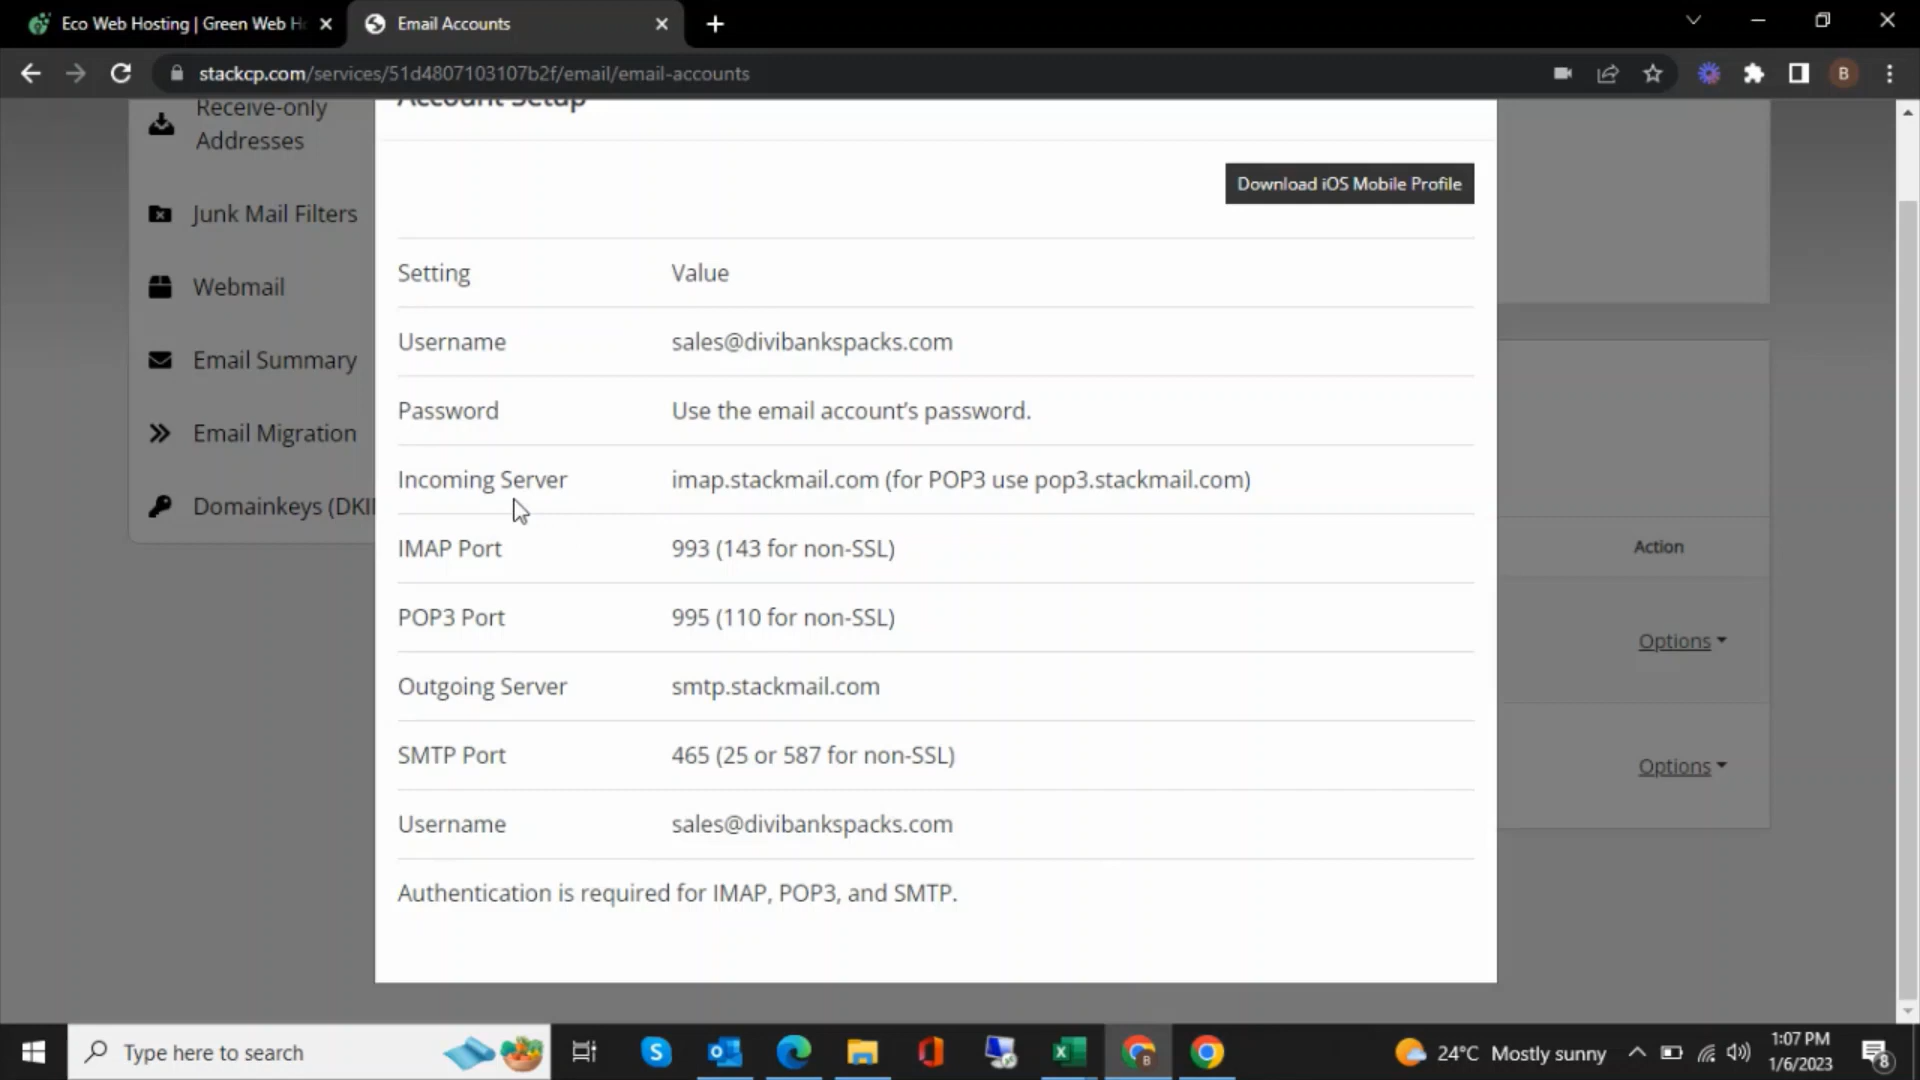 Eco Web Hosting | Green Web H
Email Accounts
stackcp.com/services/51d4807103107b2f/email/email-accounts
B
Account Setup
Receive-only
Addresses
Download iOS Mobile Profile
Junk Mail Filters
Setting Value
Webmail
Username sales@divibankspacks.com
Email Summary
Password Use the email account's password.
Email Migration
Incoming Server imap.stackmail.com (for POP3 use pop3.stackmail.com)
Domainkeys (DKI
IMAP Port 993 (143 for non-SSL)
Action
POP3 Port 995 (110 for non-SSL)
Options
Outgoing Server smtp.stackmail.com
SMTP Port 465 (25 or 587 for non-SSL)
Options
Username sales@divibankspacks.com
Authentication is required for IMAP, POP3, and SMTP.
Type here to search
24°C Mostly sunny
1:07 PM
1/6/2023
8